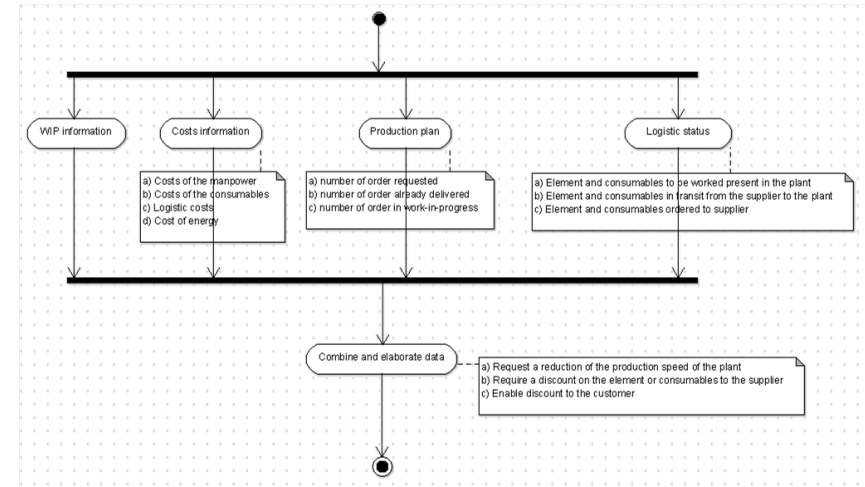 WIP information
Costs information
Production plan
Logistic status
a) Costs of the manpower
b) Costs of the consumables
c) Logistic costs
d) Cost of energy
a) number of order requested
b) number of order already delivered
c) number of order in work-in-progress
a) Element and consumables to be worked present in the plant
b) Element and consumables in transit from the supplier to the plant
c) Element and consumables ordered to supplier
Combine and elaborate data
a) Request a reduction of the production speed of the plant
b) Require a discount on the element or consumables to the supplier
c) Enable discount to the customer